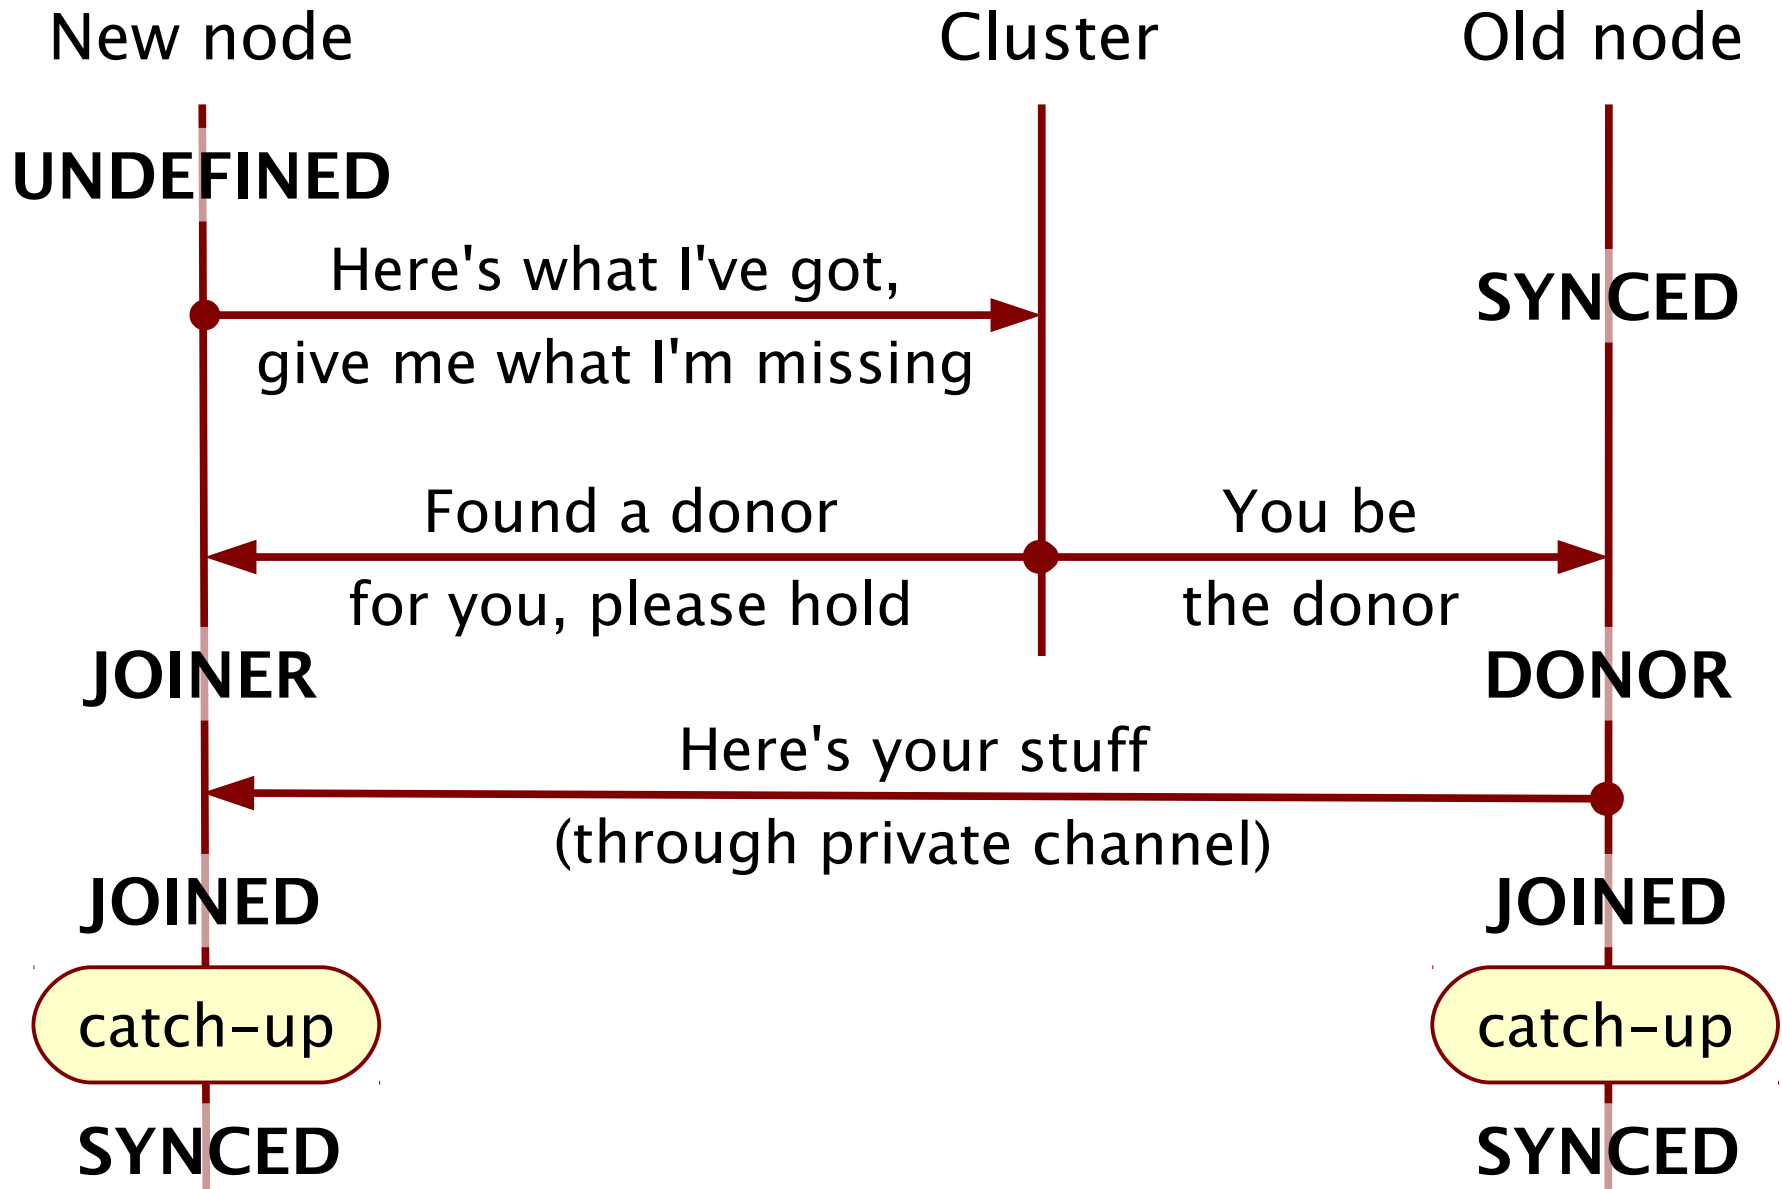 New node
Cluster
Old node
UNDEFINED
Here's what I've got,
SYNCED
give me what I'm missing
Found a donor
You be
for you, please hold
the donor
JOINER
DONOR
Here's your stuff
(through private channel)
JOINED
JOINED
catch-up
catch-up
SYNCED
SYNCED